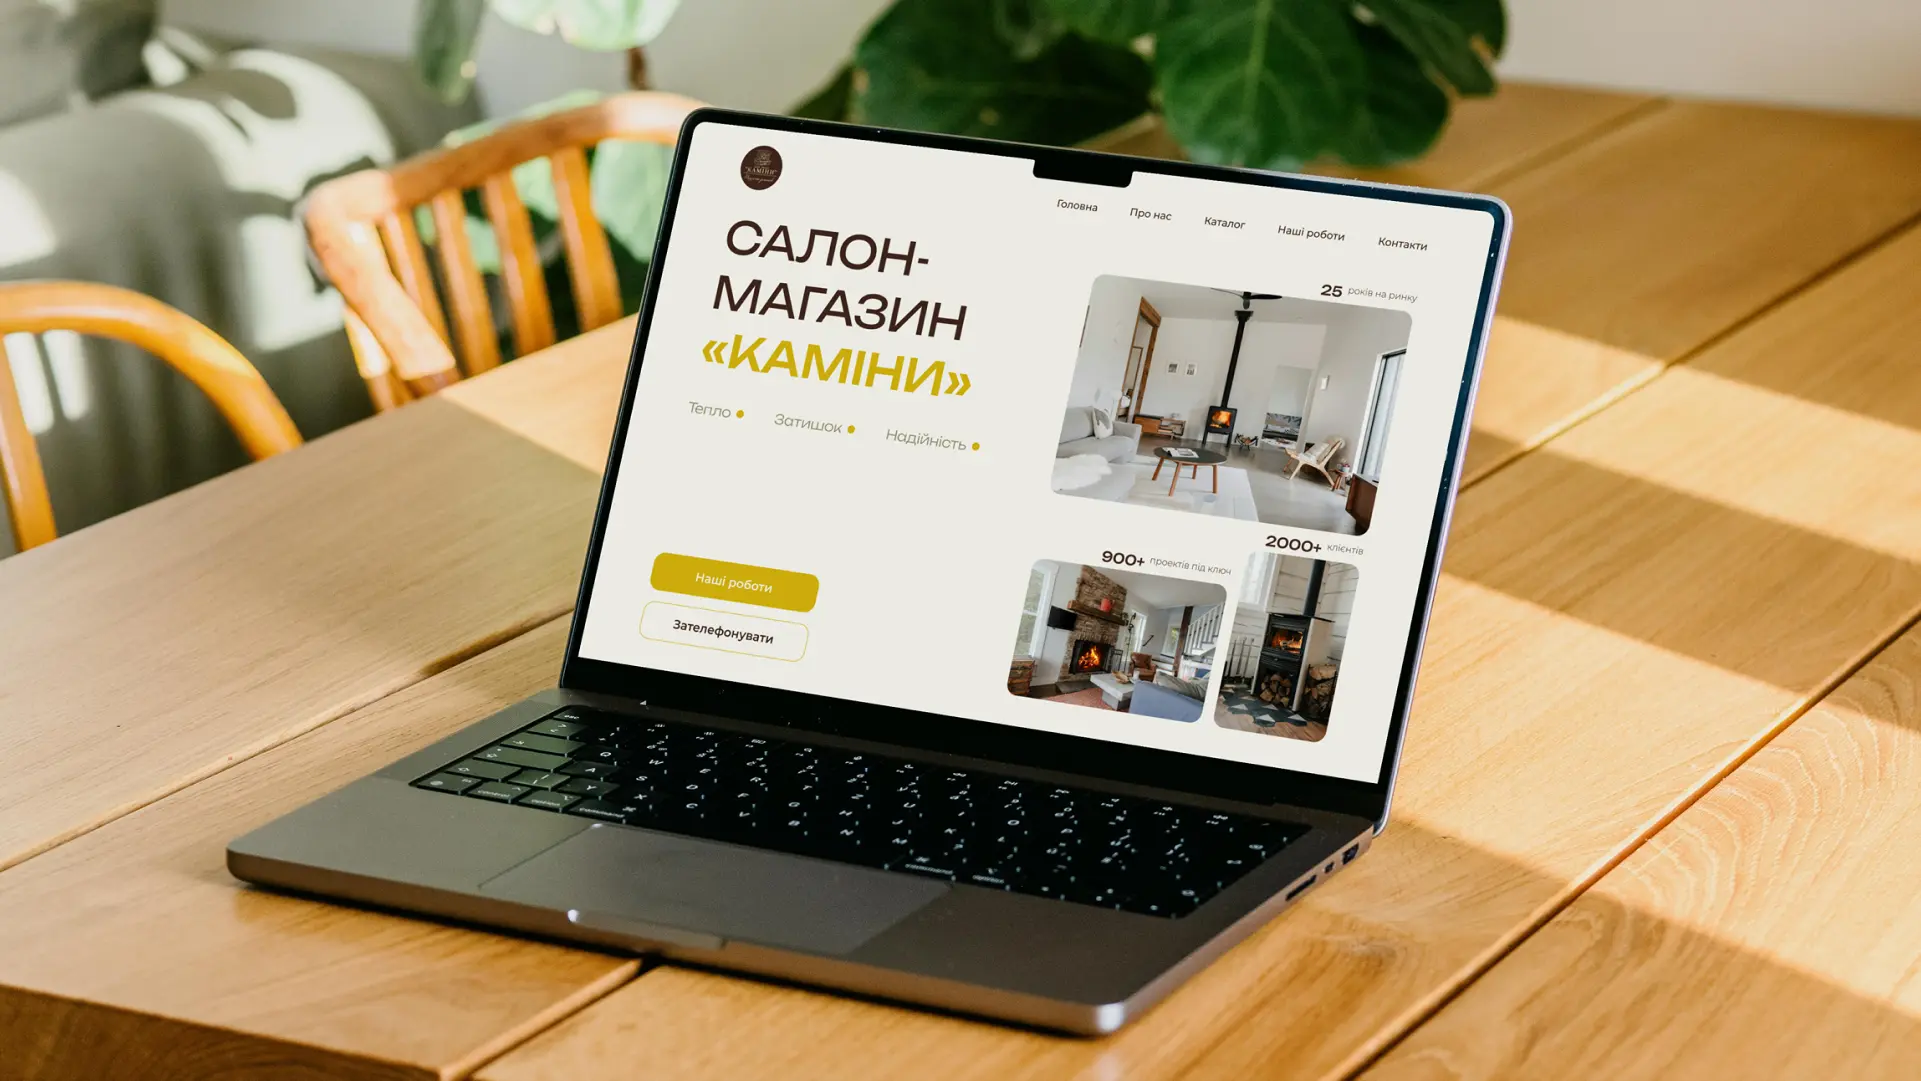 "КАМІНИ"
Головна
Про нас
Каталог
Наші роботи
Контакти
САЛОН-
МАГАЗИН
«КАМІНИ»
Тепло
Затишок
Надійність
25 років на ринку
2000+ клієнтів
900+ проектів під ключ
Наші роботи
Зателефонувати